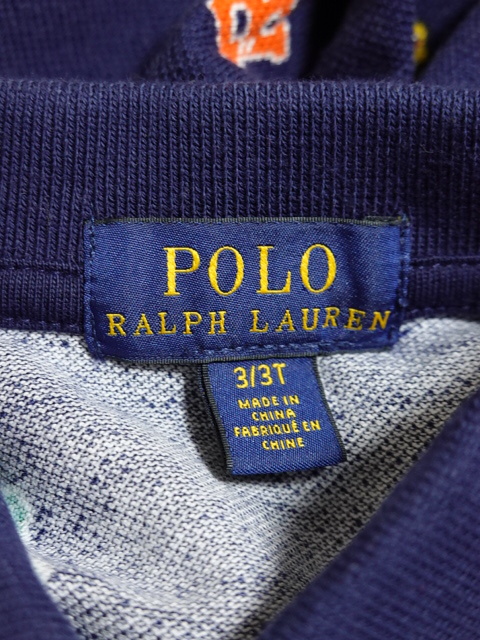 POLO
RALPH LAUREN
3/3T
MADE IN
CHINA
FABRIQUÉ EN
CHINE